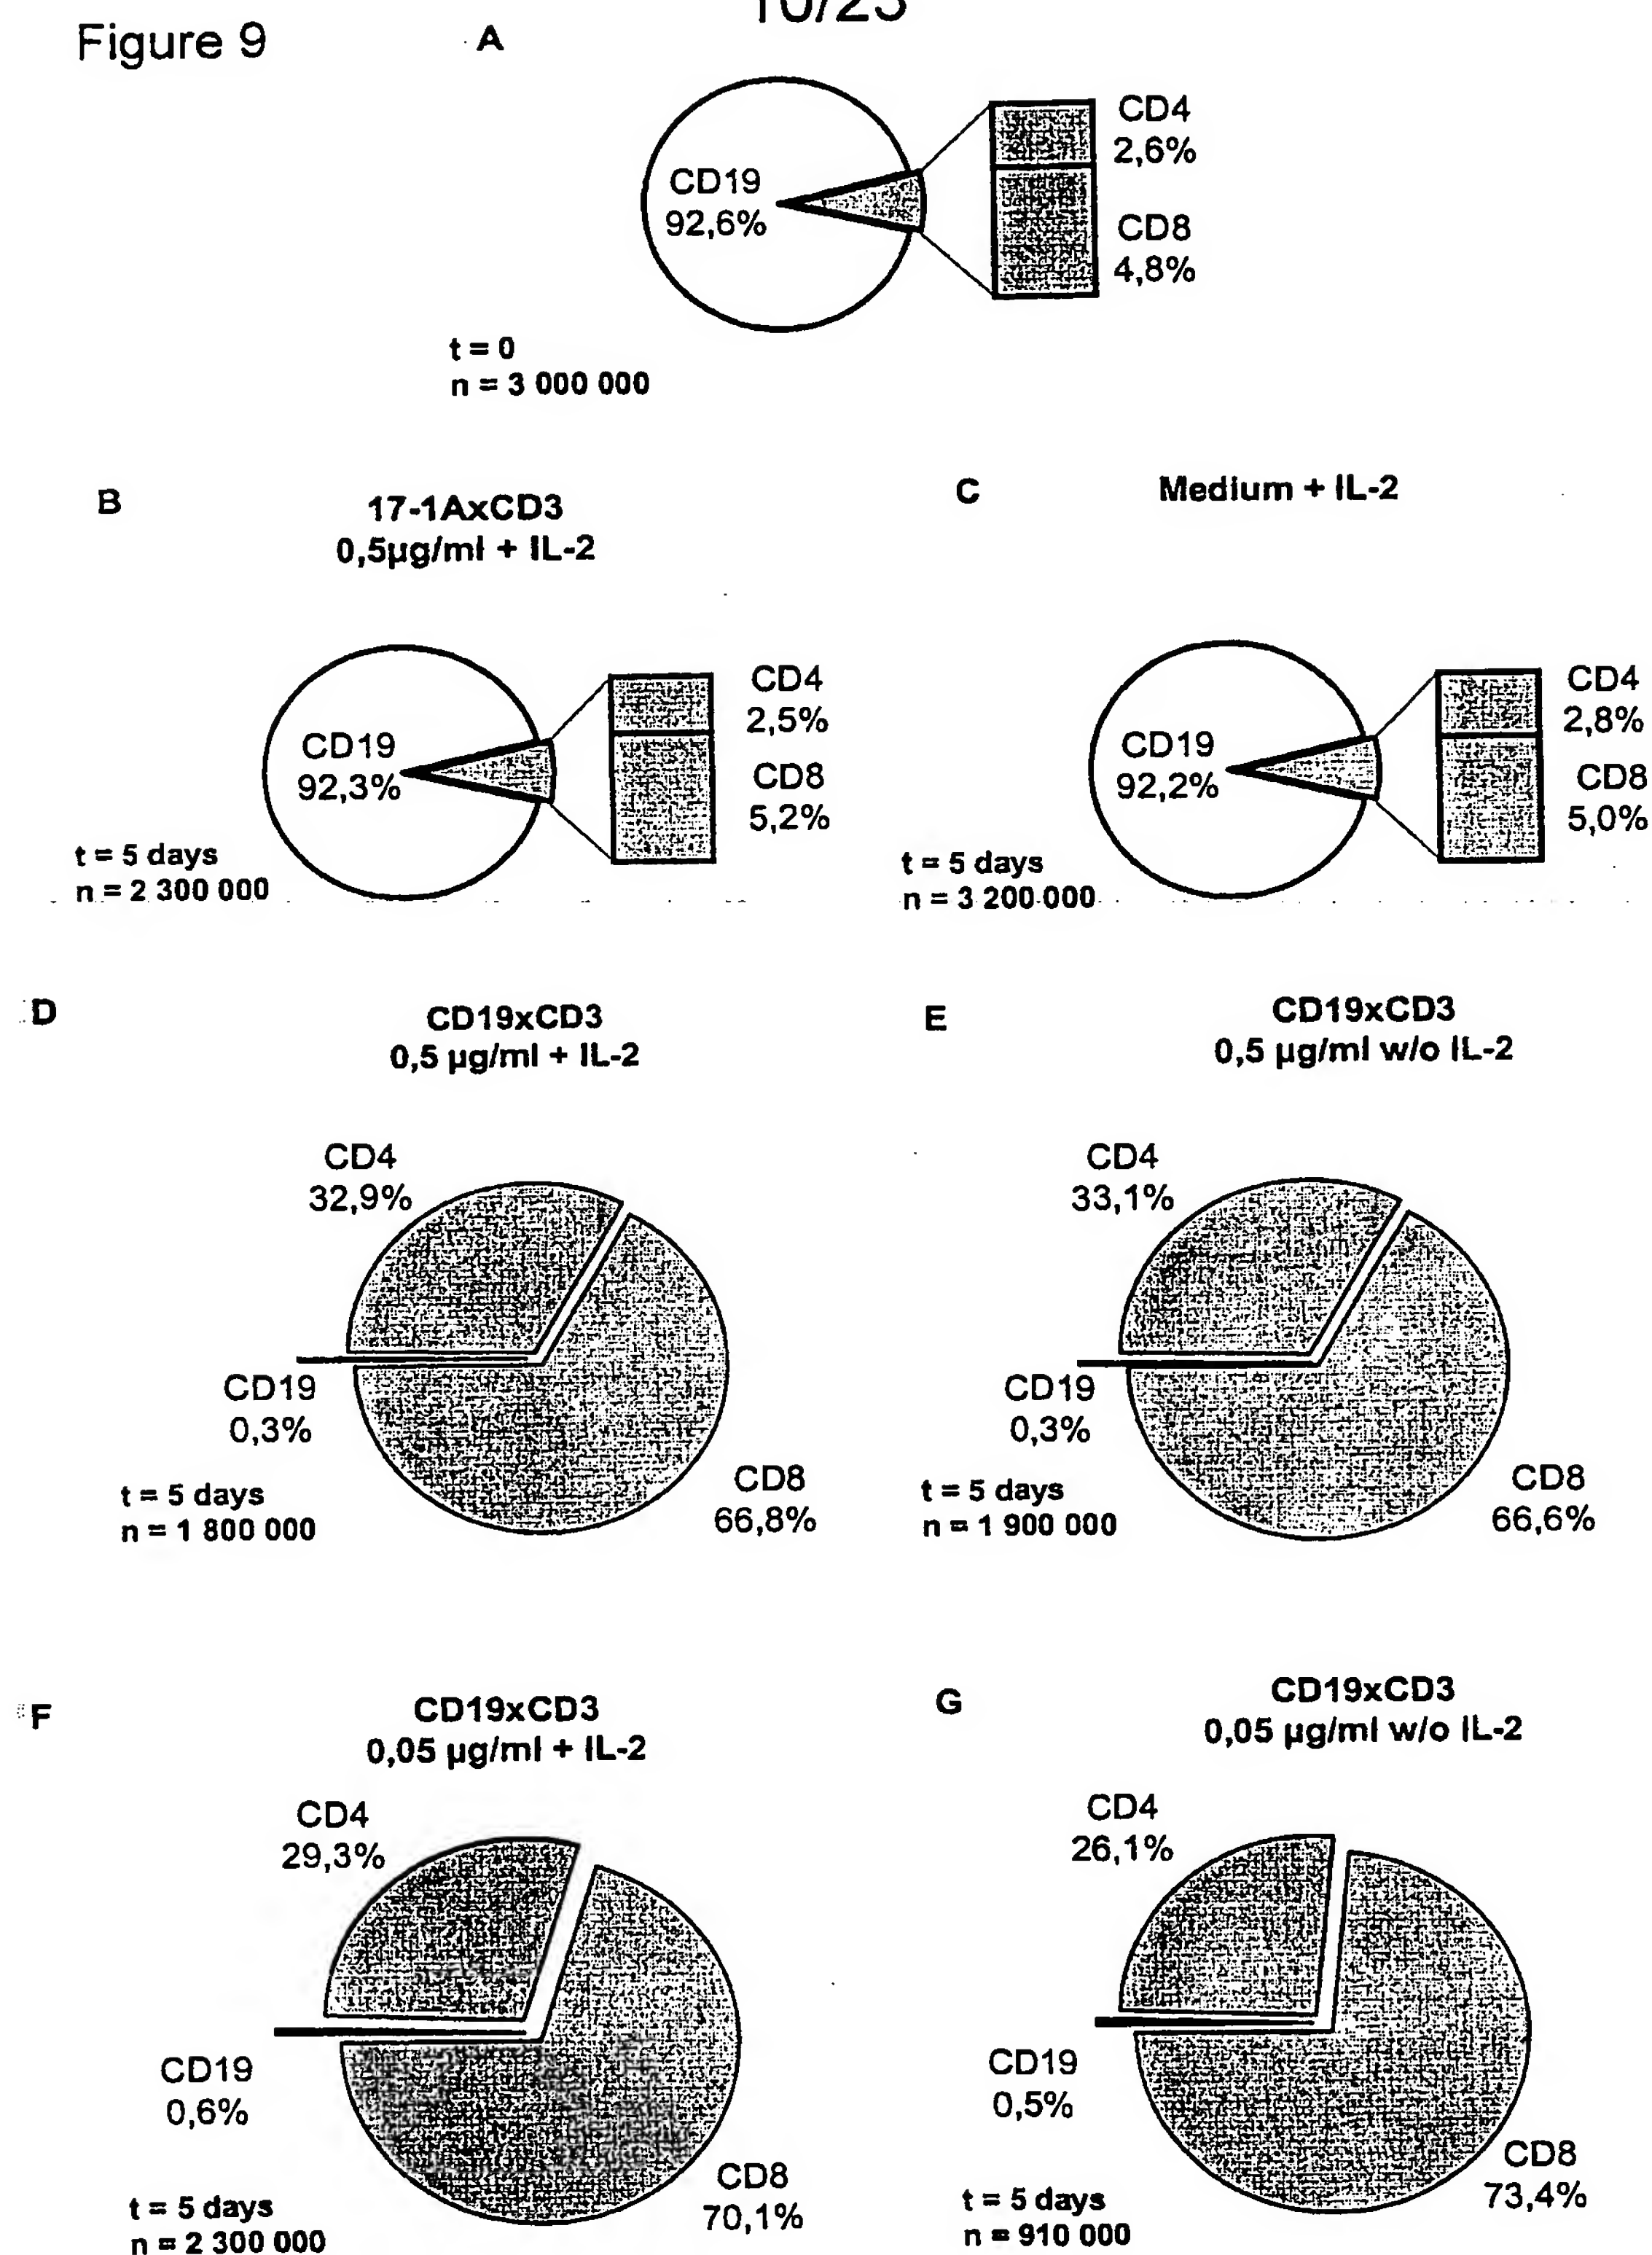 10/23
Figure 9
A
CD19
92,6%
CD4
2,6%
CD8
4,8%
t = 0
n = 3 000 000
B
17-1AxCD3
0,5µg/ml + IL-2
CD19
92,3%
CD4
2,5%
CD8
5,2%
t = 5 days
n = 2 300 000
C
Medium + IL-2
CD19
92,2%
CD4
2,8%
CD8
5,0%
t = 5 days
n = 3 200 000
D
CD19xCD3
0,5 µg/ml + IL-2
CD4
32,9%
CD19
0,3%
CD8
66,8%
t = 5 days
n = 1 800 000
E
CD19xCD3
0,5 µg/ml w/o IL-2
CD4
33,1%
CD19
0,3%
CD8
66,6%
t = 5 days
n = 1 900 000
F
CD19xCD3
0,05 µg/ml + IL-2
CD4
29,3%
CD19
0,6%
CD8
70,1%
t = 5 days
n = 2 300 000
G
CD19xCD3
0,05 µg/ml w/o IL-2
CD4
26,1%
CD19
0,5%
CD8
73,4%
t = 5 days
n = 910 000